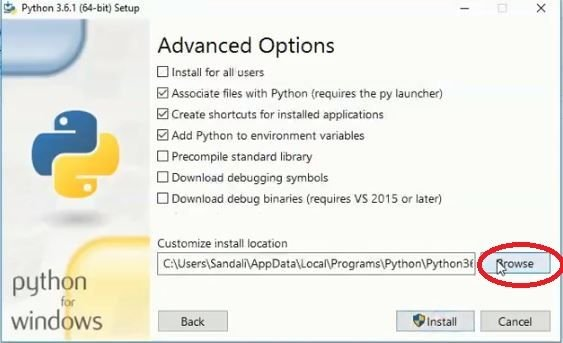 Python 3.6.1 (64-bit) Setup
Advanced Options
Install for all users
Associate files with Python (requires the py launcher)
Create shortcuts for installed applications
Add Python to environment variables
Precompile standard library
Download debugging symbols
Download debug binaries (requires VS 2015 or later)
Customize install location
C:\Users\Sandali\AppData\Local\Programs\Python\Python36
Browse
python
for
windows
Back
Install
Cancel